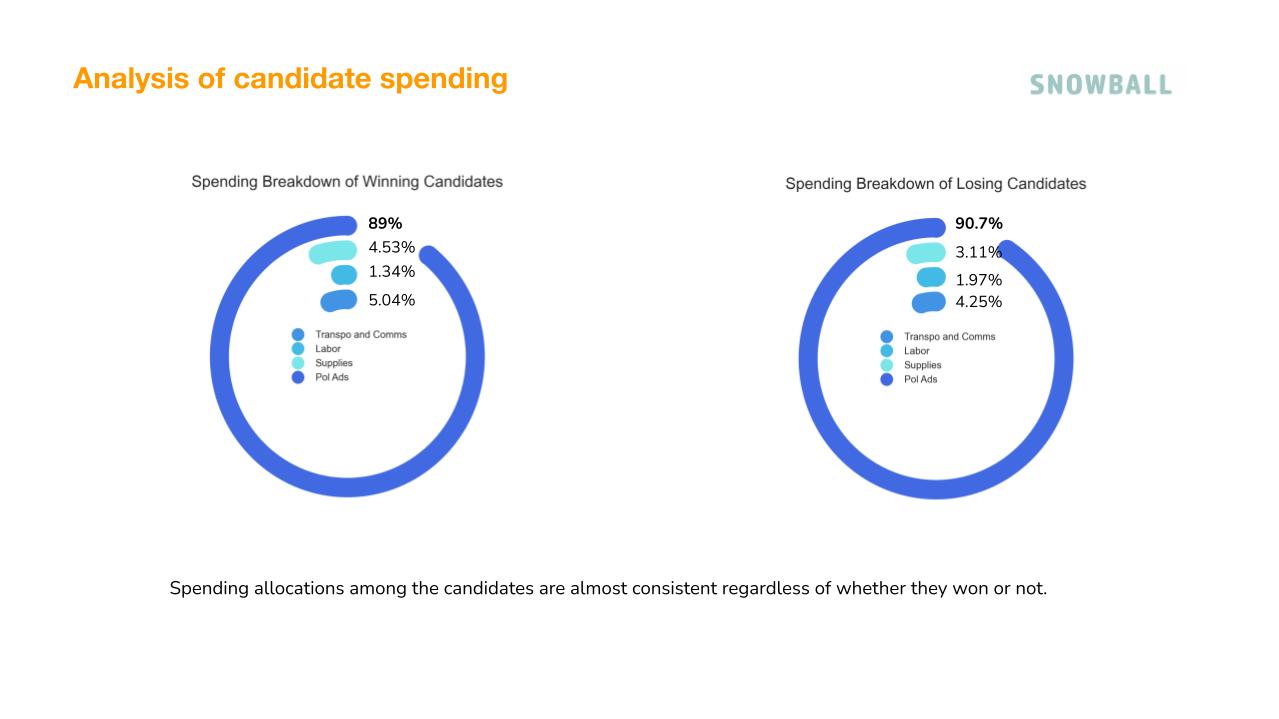 Analysis of candidate spending
SNOWBALL
Spending Breakdown of Winning Candidates
89%
4.53%
1.34%
5.04%
Transpo and Comms
Labor
Supplies
Pol Ads
Spending Breakdown of Losing Candidates
90.7%
3.11%
1.97%
4.25%
Transpo and Comms
Labor
Supplies
Pol Ads
Spending allocations among the candidates are almost consistent regardless of whether they won or not.